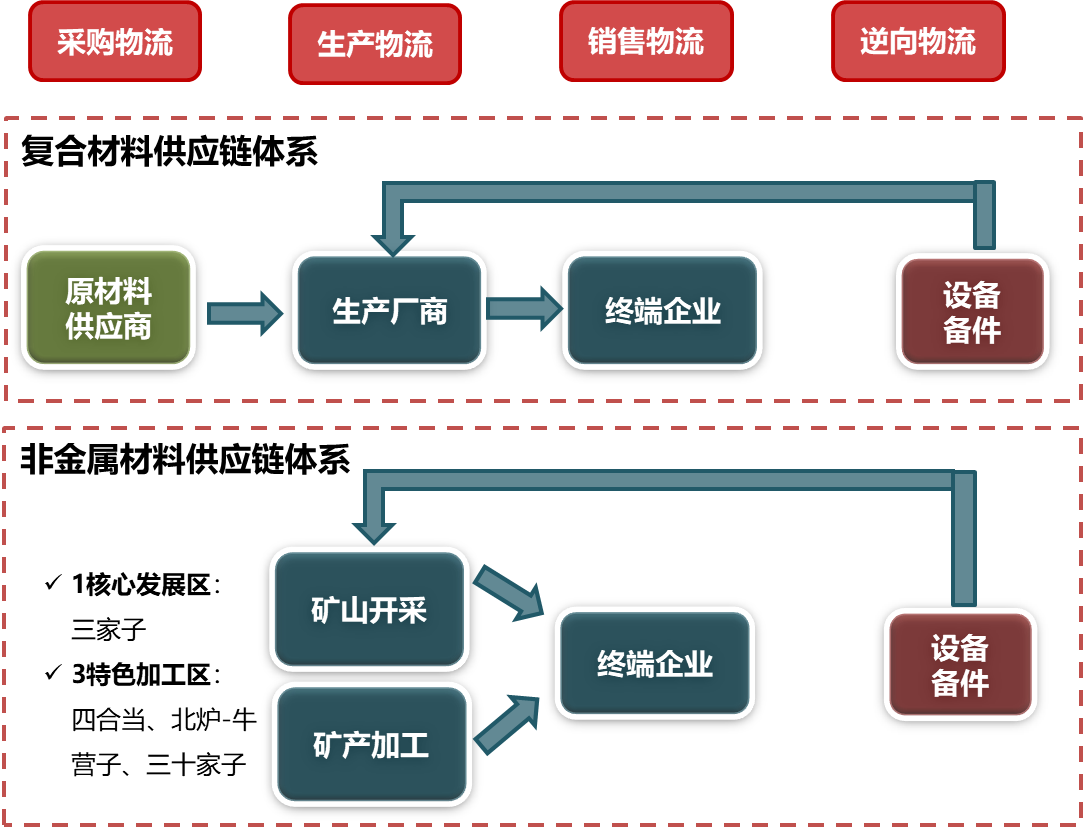 采购物流
生产物流
销售物流
逆向物流
复合材料供应链体系
原材料
供应商
生产厂商
终端企业
设备
备件
非金属材料供应链体系
✓ 1核心发展区：
三家子
✓ 3特色加工区：
四合当、北炉-牛
营子、三十家子
矿山开采
矿产加工
终端企业
设备
备件